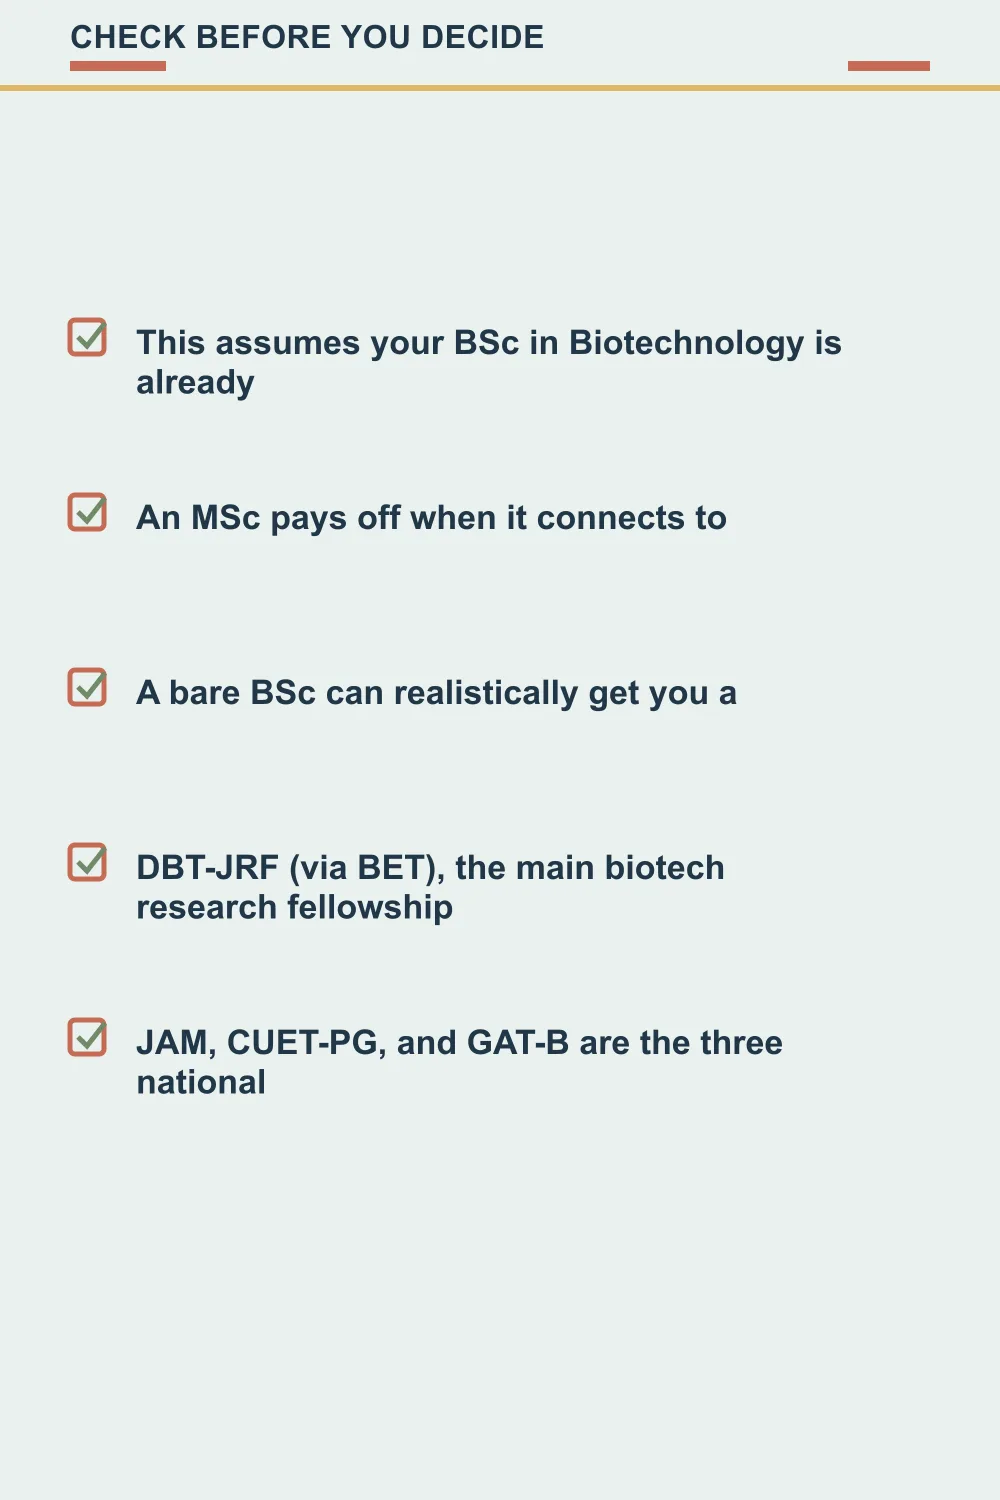 CHECK BEFORE YOU DECIDE
This assumes your BSc in Biotechnology is
already
An MSc pays off when it connects to
A bare BSc can realistically get you a
DBT-JRF (via BET), the main biotech
research fellowship
JAM, CUET-PG, and GAT-B are the three
national